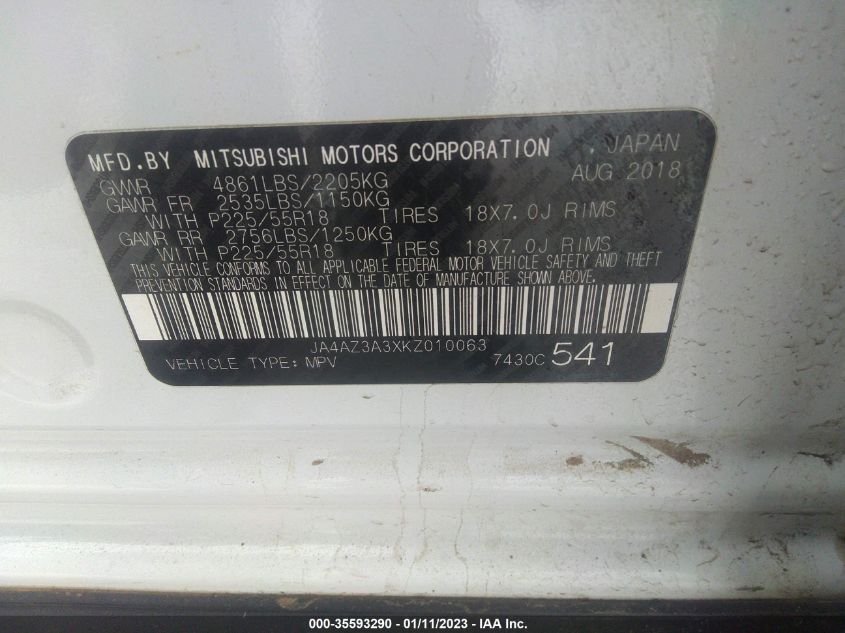 MFD.BY MITSUBISHI MOTORS CORPORATION JAPAN
GVWR 4861LBS/2205KG AUG 2018
GAWR FR 2535LBS/1150KG
WITH P225/55R18 TIRES 18X7.0J RIMS
GAWR RR 2756LBS/1250KG
WITH P225/55R18 TIRES 18X7.0J RIMS
THIS VEHICLE CONFORMS TO ALL APPLICABLE FEDERAL MOTOR VEHICLE SAFETY AND THEFT
PREVENTION STANDARDS IN EFFECT ON THE DATE OF MANUFACTURE SHOWN ABOVE.
JA4AZ3A3XKZ010063
VEHICLE TYPE: MPV 7430C 541
000-35593290 - 01/11/2023 - IAA Inc.